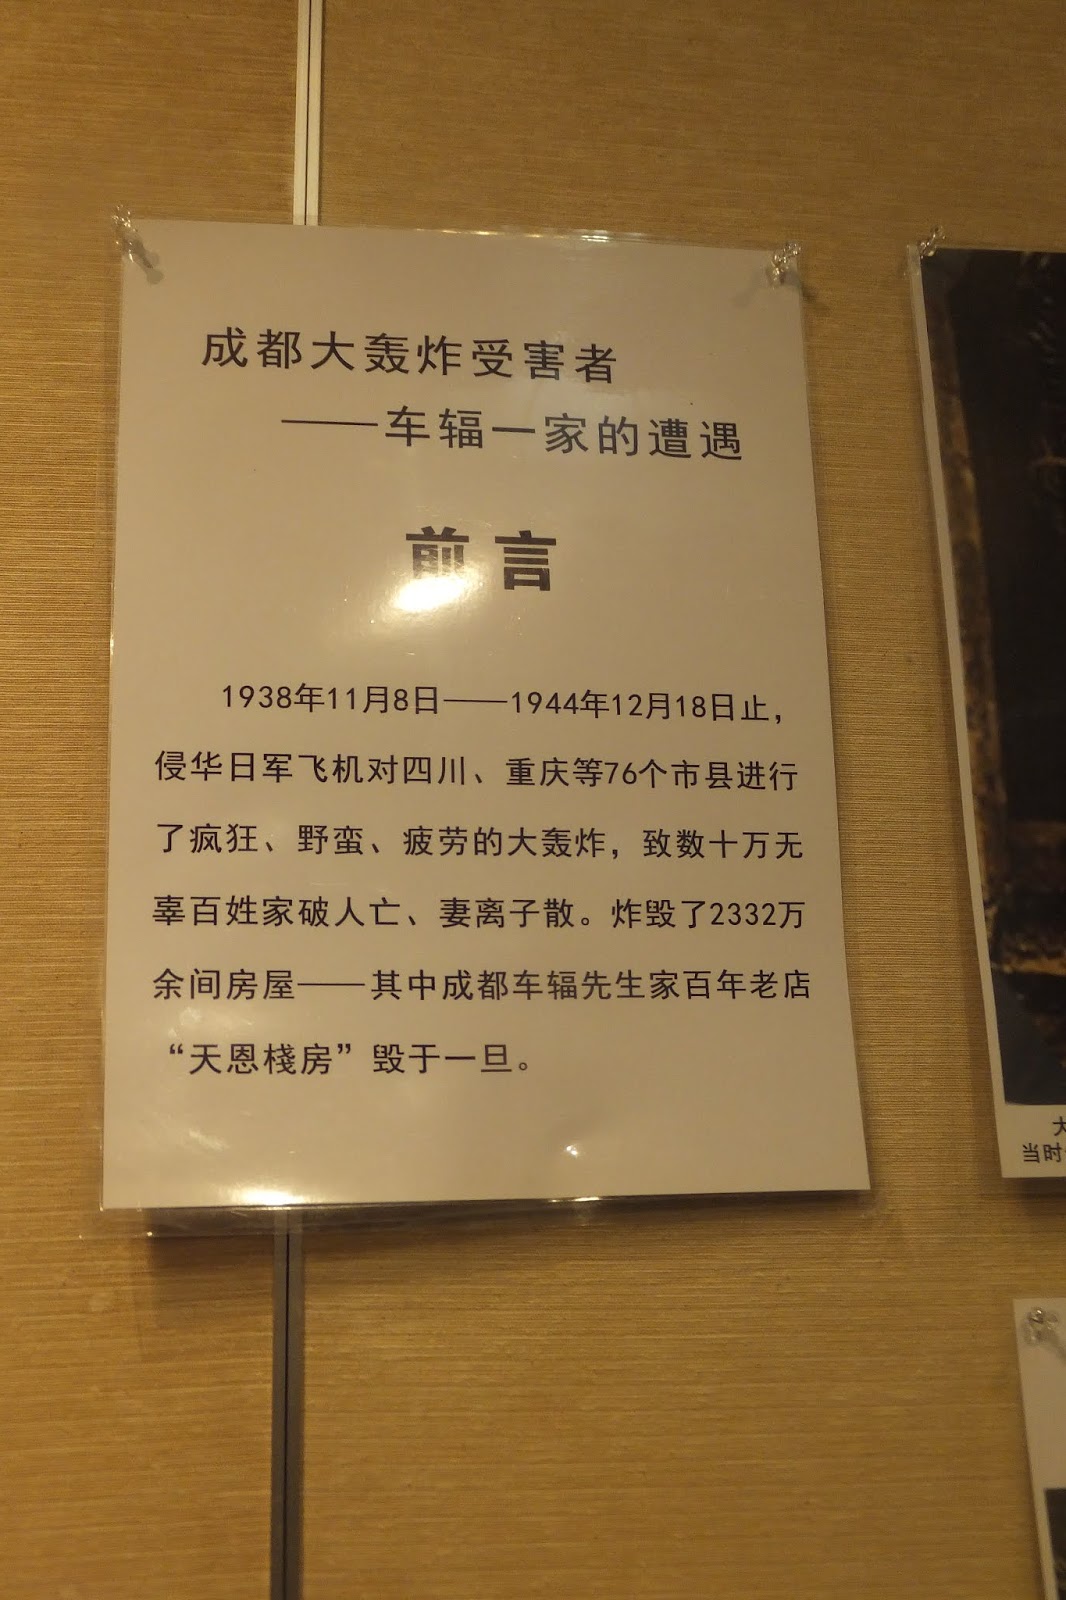 成都大轰炸受害者
——车辐一家的遭遇
前言
1938年11月8日——1944年12月18日止，
侵华日军飞机对四川、重庆等76个市县进行
了疯狂、野蛮、疲劳的大轰炸，致数十万无
辜百姓家破人亡、妻离子散。炸毁了2332万
余间房屋——其中成都车辐先生家百年老店
“天恩棧房”毁于一旦。
当时